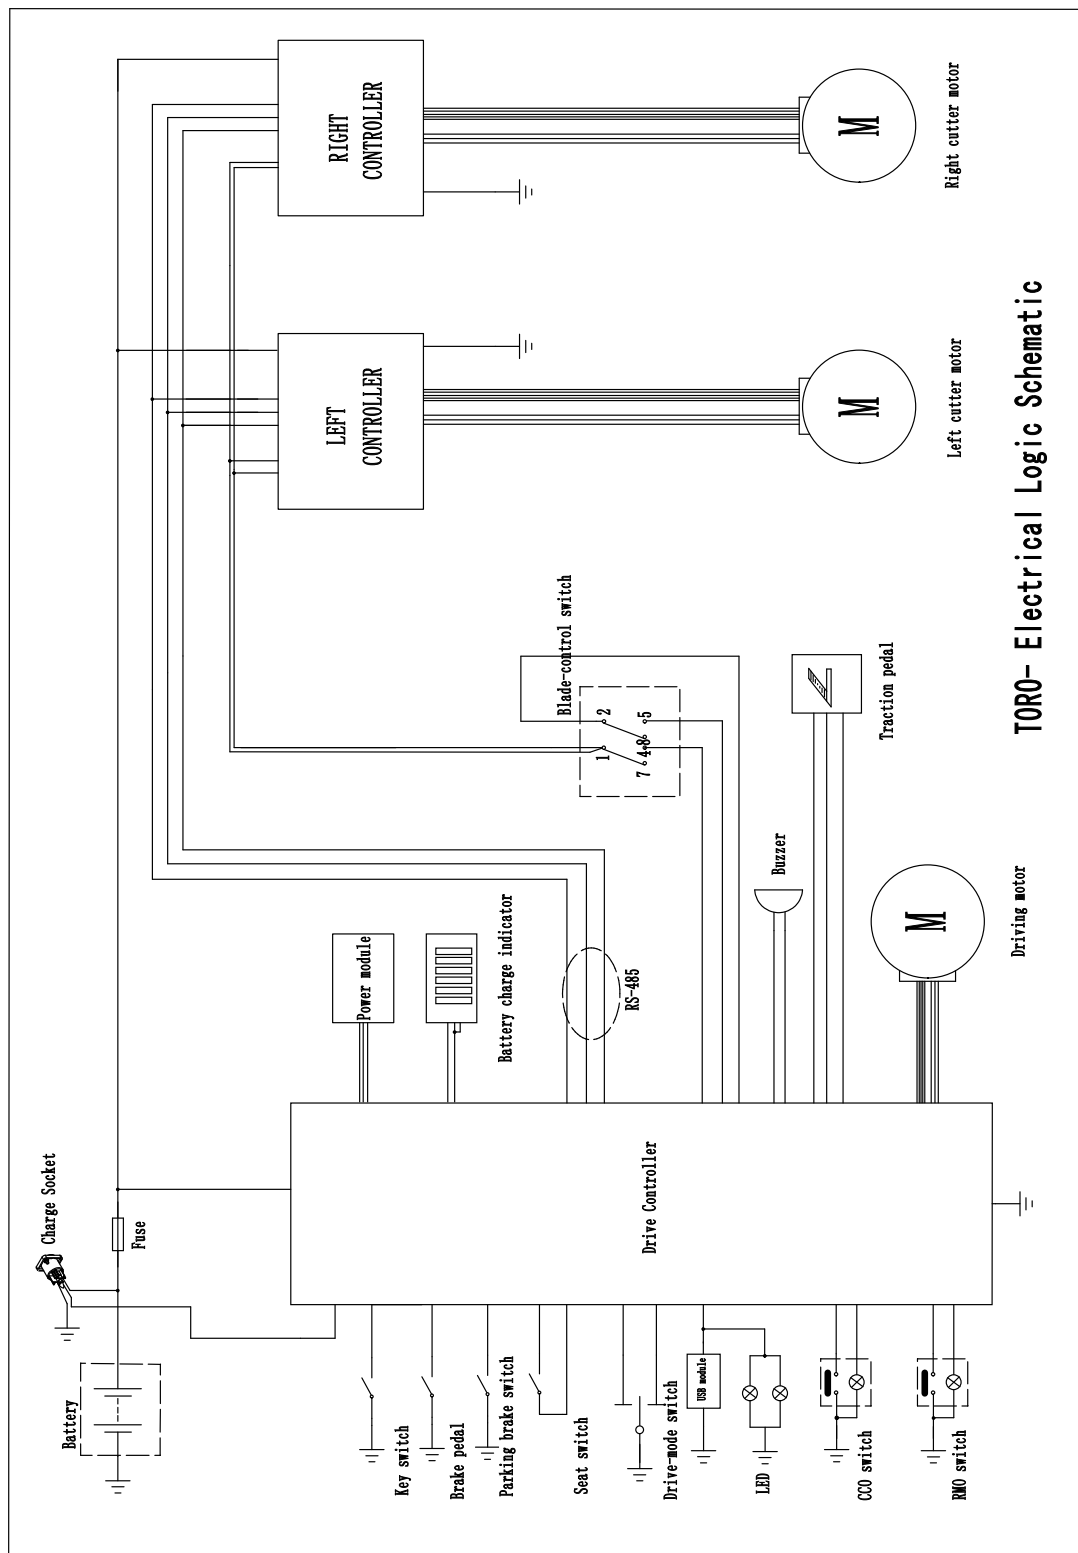 TORO- Electrical Logic Schematic
Battery
Charge Socket
Fuse
Key switch
Brake pedal
Parking brake switch
Seat switch
Drive-mode switch
USB module
LED
CCO switch
RMO switch
Drive Controller
Power module
Battery charge indicator
RS-485
Buzzer
Traction pedal
M
Driving motor
Blade-control switch
1
2
4
5
7
8
LEFT
CONTROLLER
M
Left cutter motor
RIGHT
CONTROLLER
M
Right cutter motor